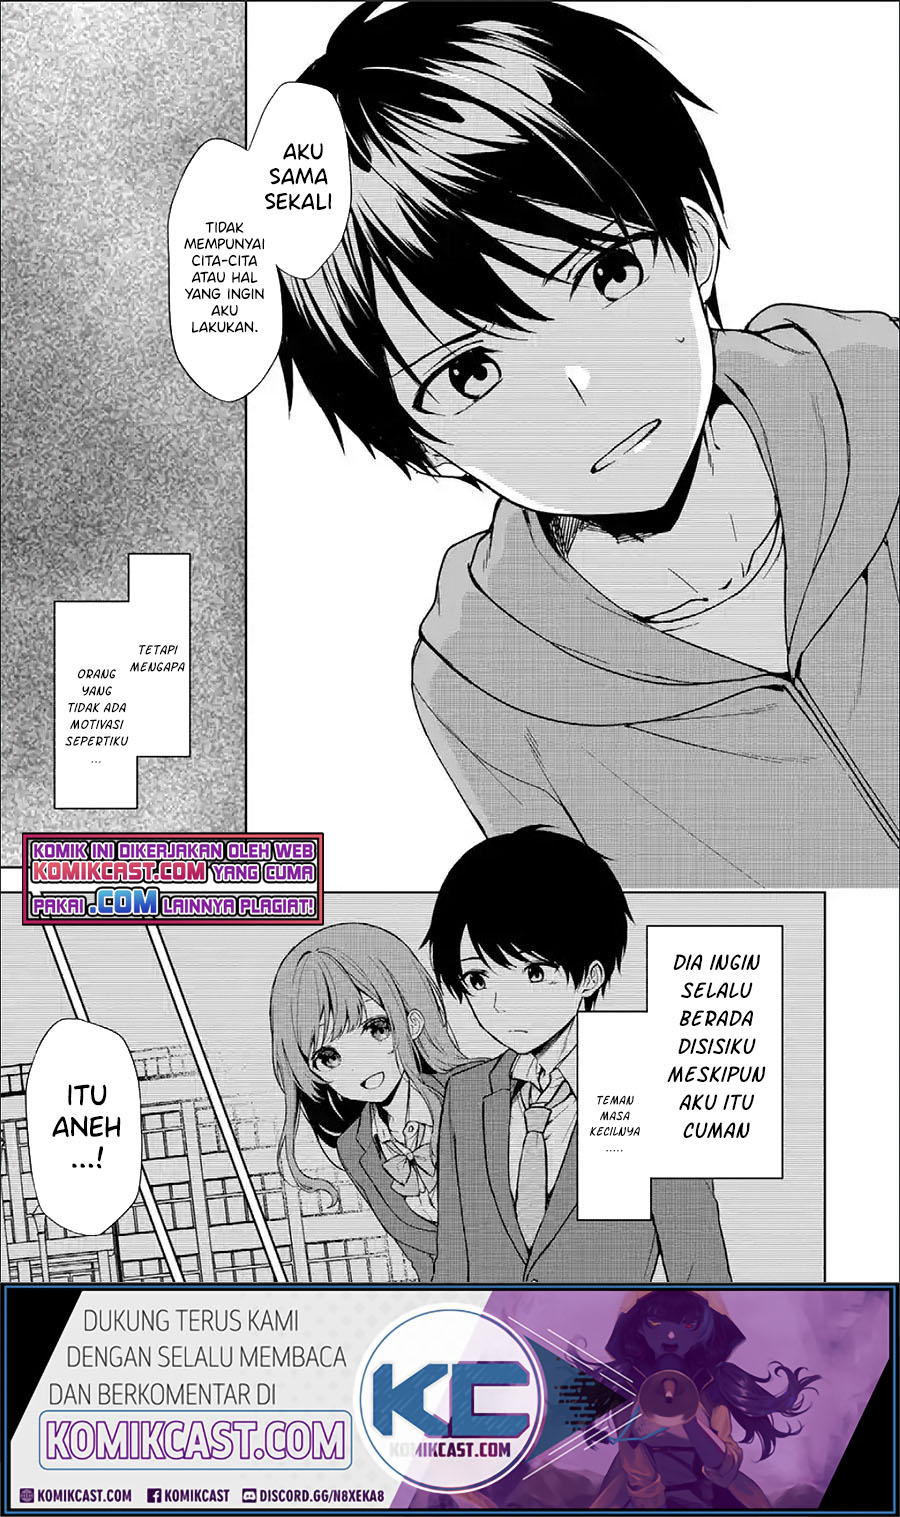 AKU
SAMA
SEKALI
TIDAK
MEMPUNYAI
CITA-CITA
ATAU HAL
YANG INGIN
AKU
LAKUKAN.
TETAPI
MENGAPA
ORANG
YANG
TIDAK ADA
MOTIVASI
SEPERTIKU
...
KOMIK INI DIKERJAKAN OLEH WEB
KOMIKCAST.COM YANG CUMA
PAKAI .COM LAINNYA PLAGIAT!
DIA INGIN
SELALU
BERADA
DISISIKU
MESKIPUN
AKU ITU
CUMAN
TEMAN
MASA
KECILNYA
.....
ITU
ANEH
...!
DUKUNG TERUS KAMI
DENGAN SELALU MEMBACA
DAN BERKOMENTAR DI
KOMIKCAST.COM
KC
KOMIKCAST.COM
KOMIKCAST.COM KOMIKCAST DISCORD.GG/N8XEKA8